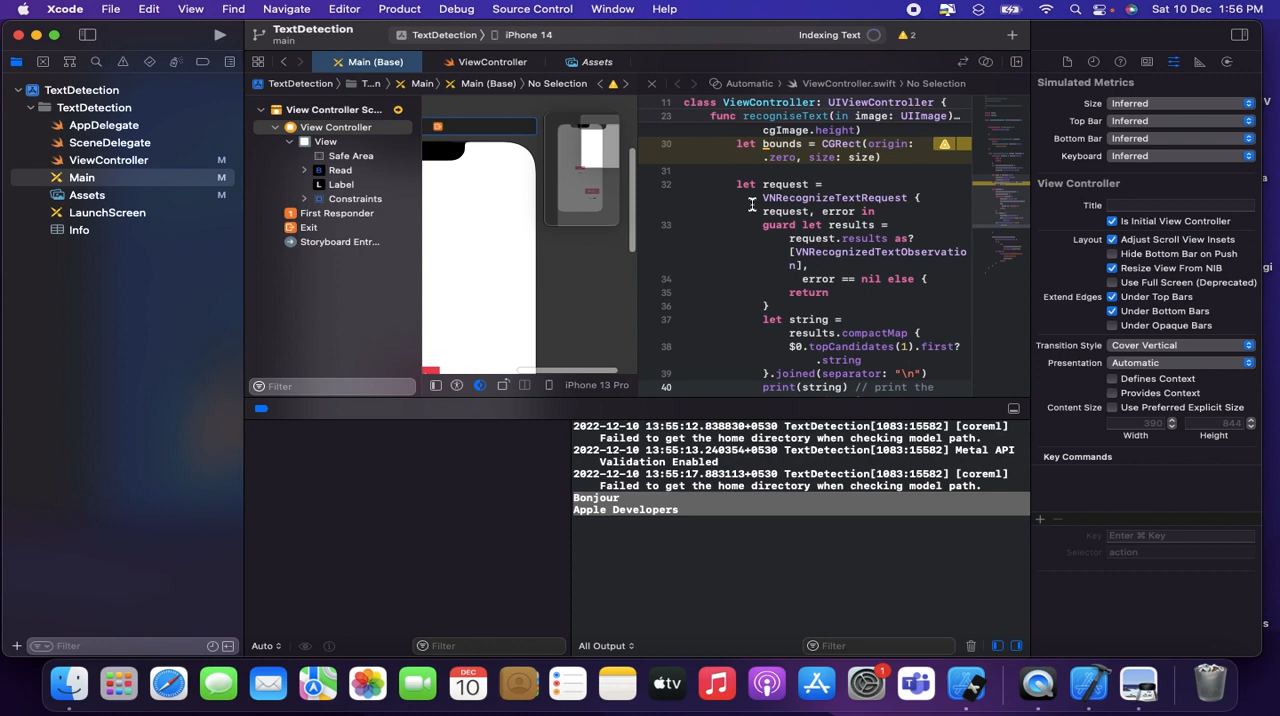 Xcode File Edit View Find Navigate Editor Product Debug Source Control Window Help
Sat 10 Dec 1:56 PM
TextDetection
main
TextDetection iPhone 14
Indexing Text
2
Main (Base)
ViewController
Assets
TextDetection
TextDetection
AppDelegate
SceneDelegate
ViewController M
Main M
Assets M
LaunchScreen
Info
Filter
TextDetection T...n Main Main (Base) No Selection
View Controller Sc...
View Controller
View
Safe Area
B Read
L Label
Constraints
First Responder
Exit
Storyboard Entr...
Filter
iPhone 13 Pro
Automatic ViewController.swift No Selection
11 class ViewController: UIViewController {
23 func recogniseText(in image: UIImage)...
cgImage.height)
30 let bounds = CGRect(origin:
.zero, size: size)
31
32 let request =
VNRecognizeTextRequest {
request, error in
33 guard let results =
request.results as?
[VNRecognizedTextObservatio
n],
34 error == nil else {
35 return
36 }
37 let string =
results.compactMap {
38 $0.topCandidates(1).first?
.string
39 }.joined(separator: "\n")
40 print(string) // print the
2022-12-10 13:55:12.838830+0530 TextDetection[1083:15582] [coreml]
Failed to get the home directory when checking model path.
2022-12-10 13:55:13.240354+0530 TextDetection[1083:15582] Metal API
Validation Enabled
2022-12-10 13:55:17.883113+0530 TextDetection[1083:15582] [coreml]
Failed to get the home directory when checking model path.
Bonjour
Apple Developers
Auto
Filter
All Output
Filter
Simulated Metrics
Size Inferred
Top Bar Inferred
Bottom Bar Inferred
Keyboard Inferred
View Controller
Title
Is Initial View Controller
Layout Adjust Scroll View Insets
Hide Bottom Bar on Push
Resize View From NIB
Use Full Screen (Deprecated)
Extend Edges Under Top Bars
Under Bottom Bars
Under Opaque Bars
Transition Style Cover Vertical
Presentation Automatic
Defines Context
Provides Context
Content Size Use Preferred Explicit Size
390 844
Width Height
Key Commands
Key Enter ⌘ Key
Selector action
DEC
10
tv
1